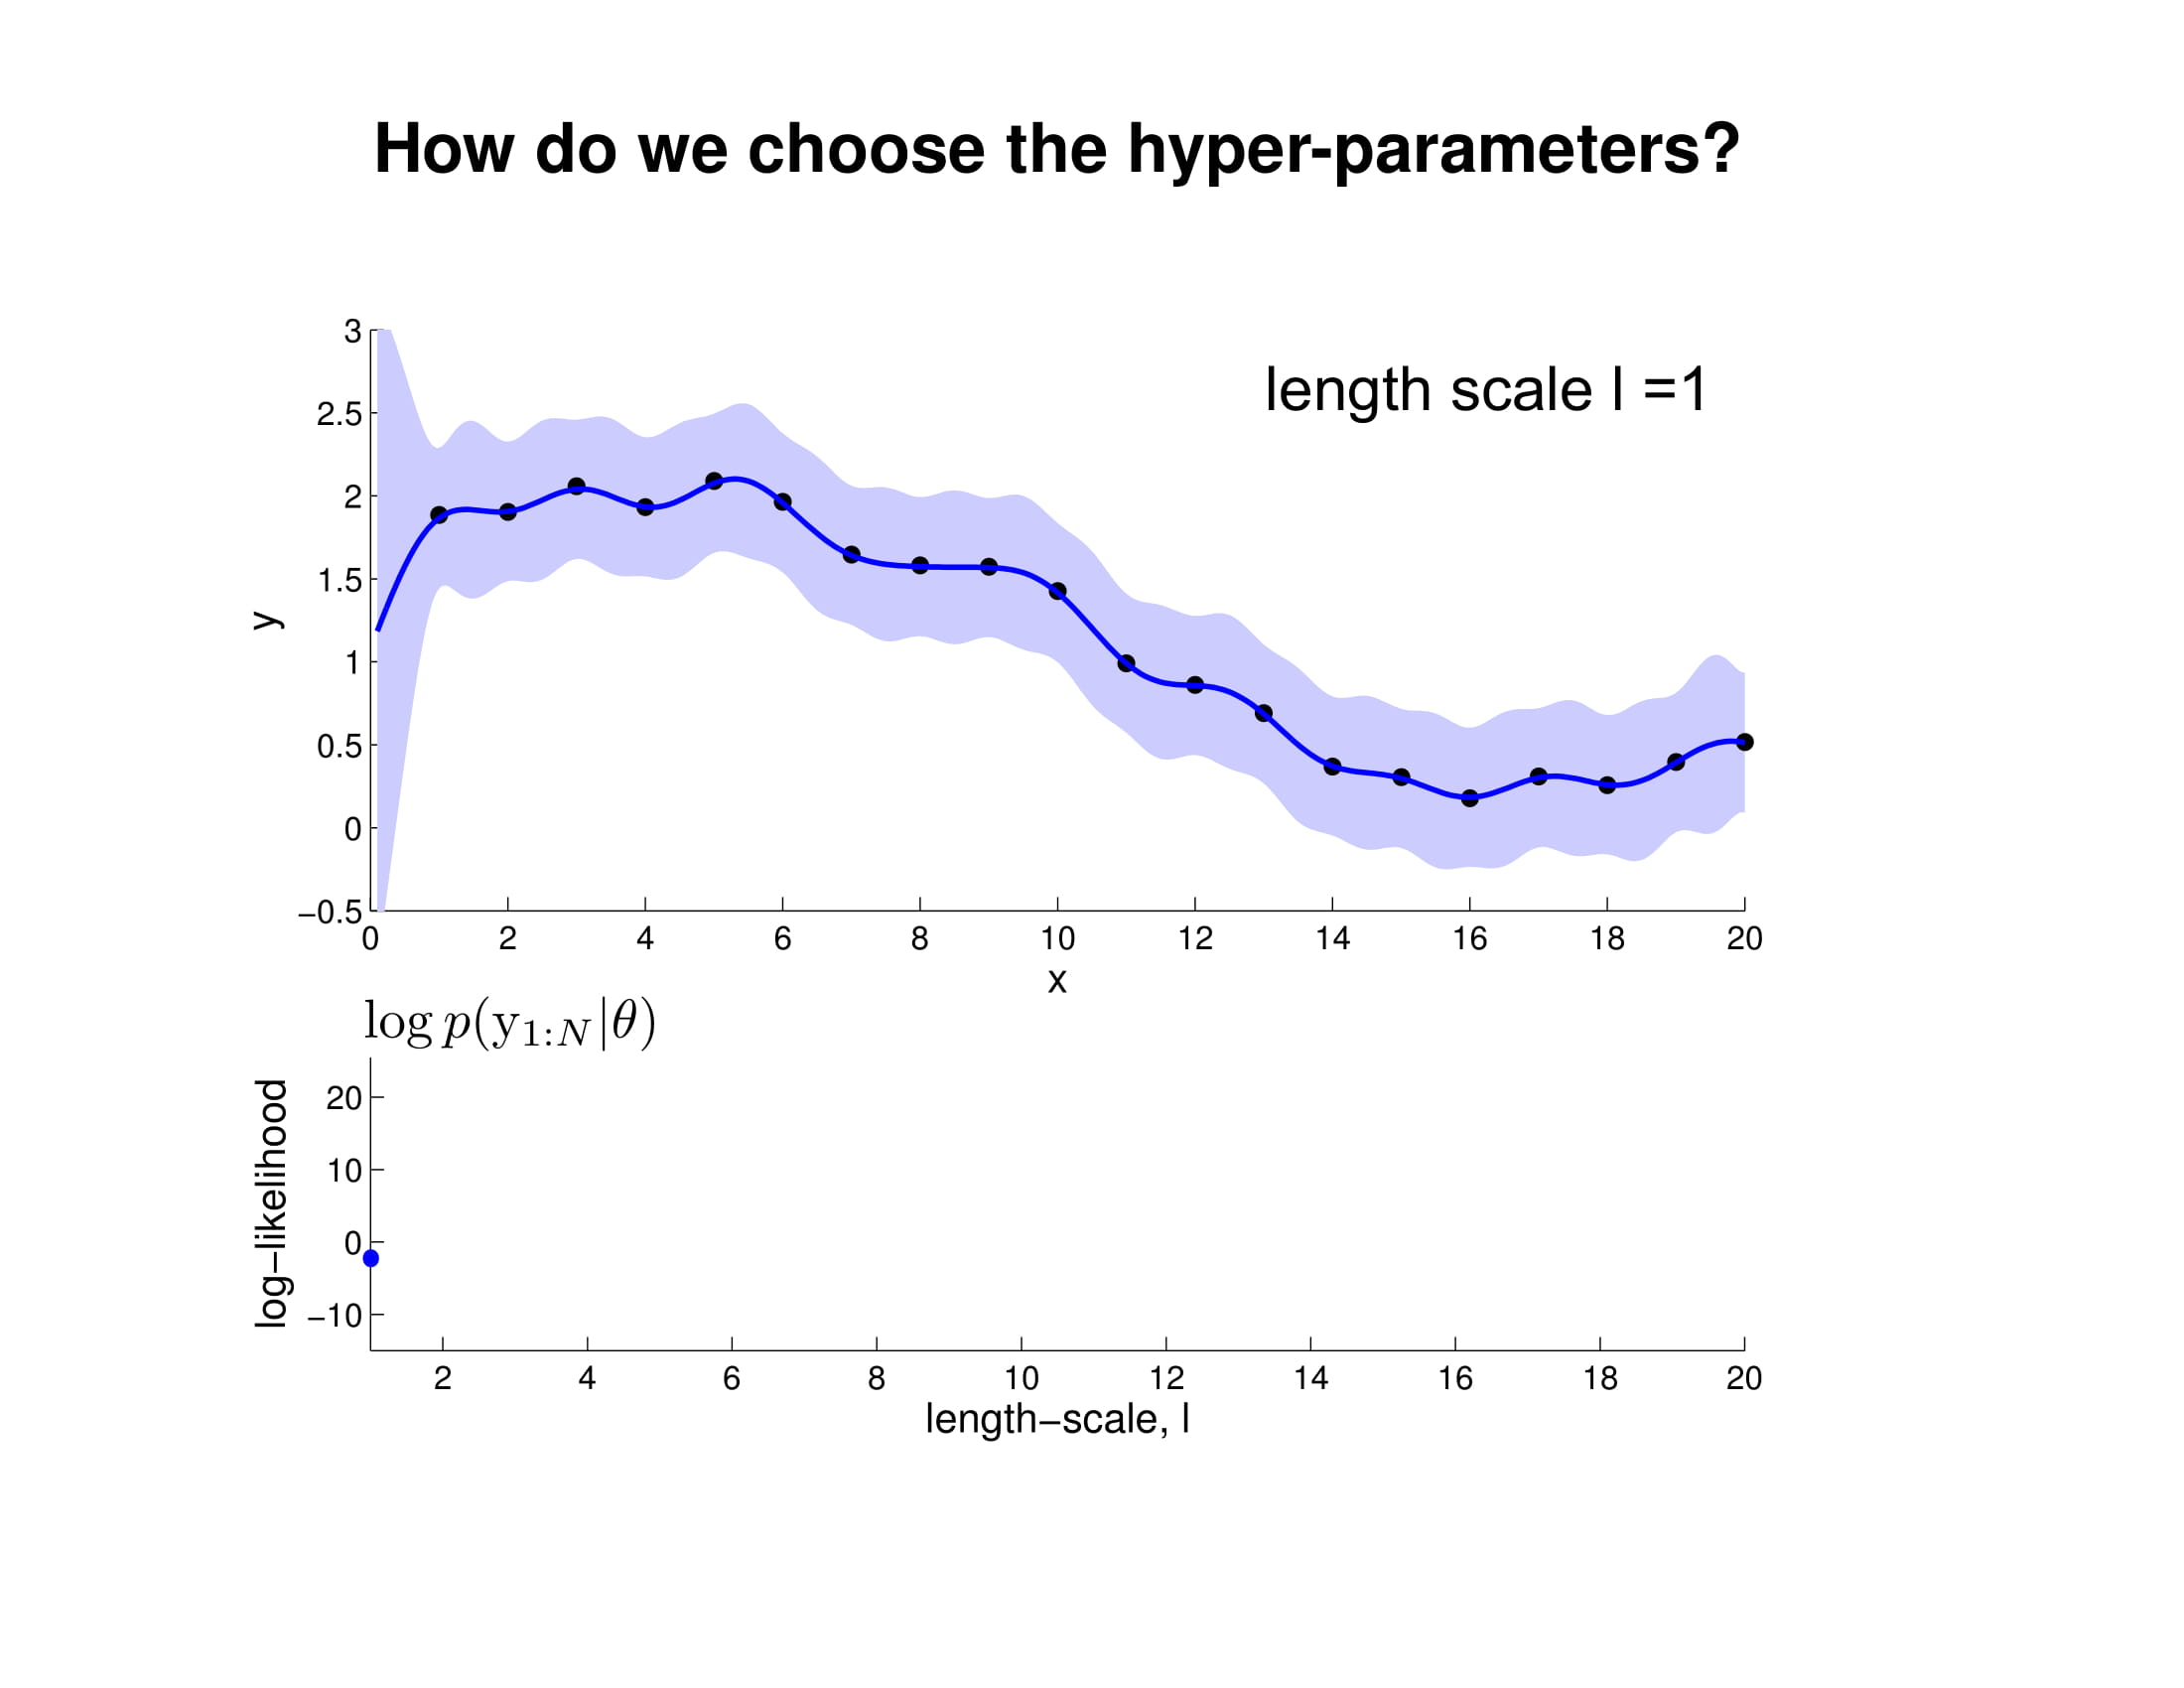 How do we choose the hyper-parameters?
length scale l =1
3
2.5
2
1.5
1
0.5
0
−0.5
y
0 2 4 6 8 10 12 14 16 18 20
x
log p(y1:N|θ)
20
10
0
−10
log−likelihood
2 4 6 8 10 12 14 16 18 20
length−scale, l